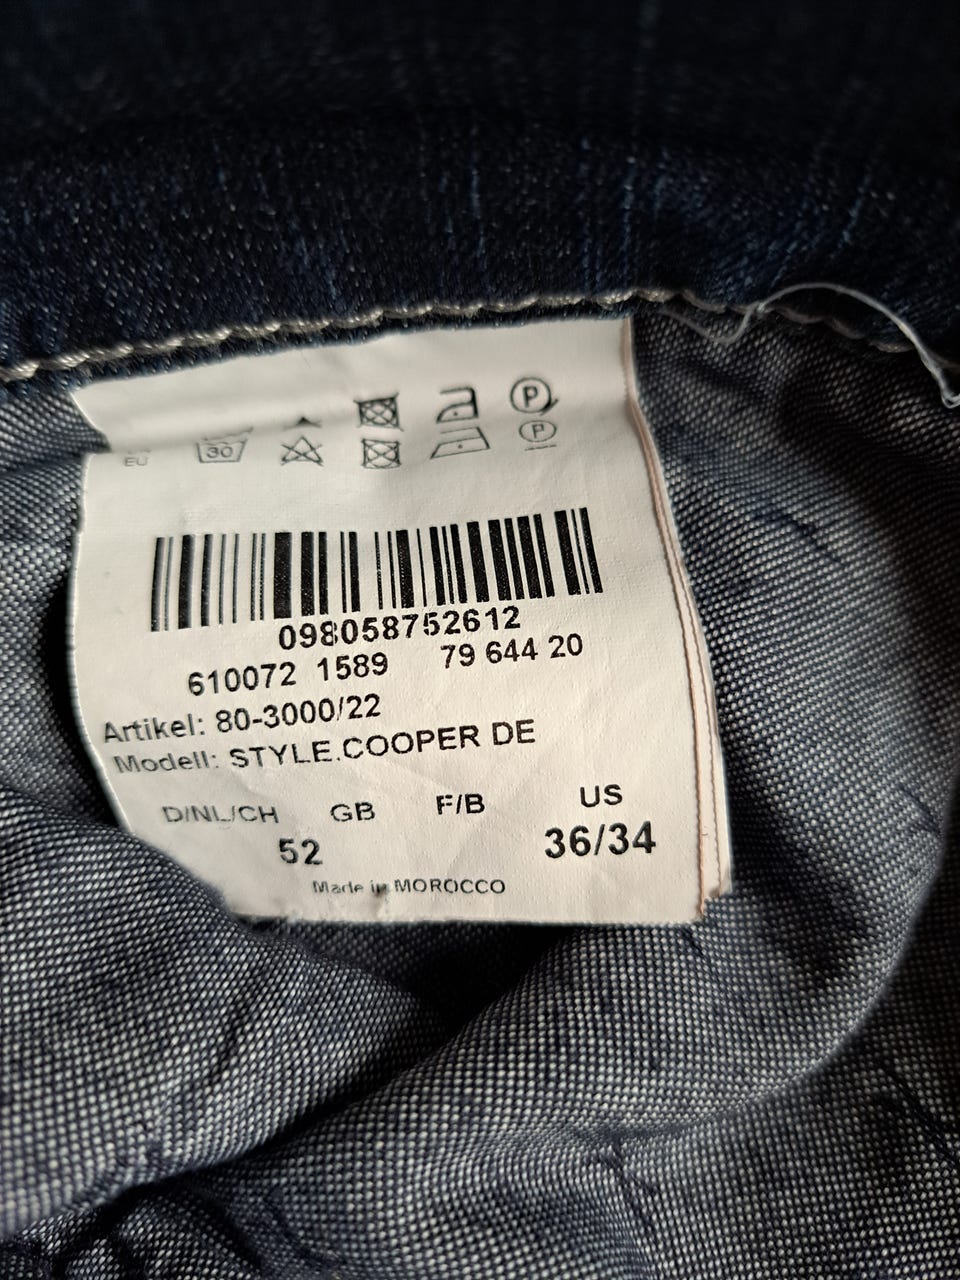 P
EU 30 P
098058752612
610072 1589 79 644 20
Artikel: 80-3000/22
Modell: STYLE.COOPER DE
D/NL/CH GB F/B US
52 36/34
Made in MOROCCO